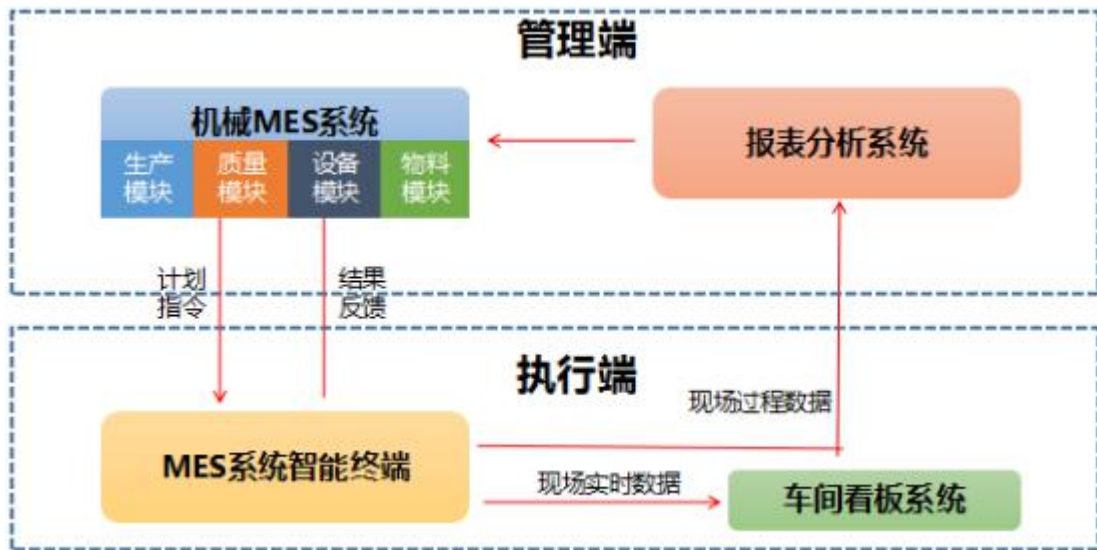 管理端
机械MES系统
生产
模块
质量
模块
设备
模块
物料
模块
报表分析系统
计划
指令
结果
反馈
执行端
现场过程数据
MES系统智能终端
现场实时数据
车间看板系统